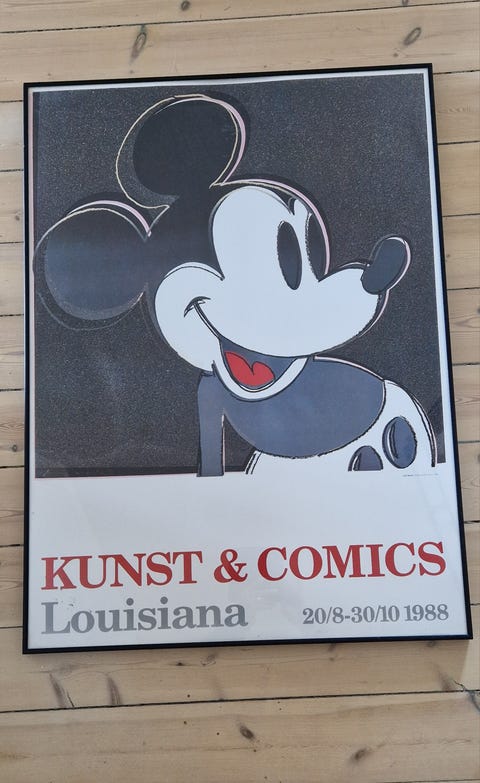 KUNST & COMICS
Louisiana 20/8-30/10 1988